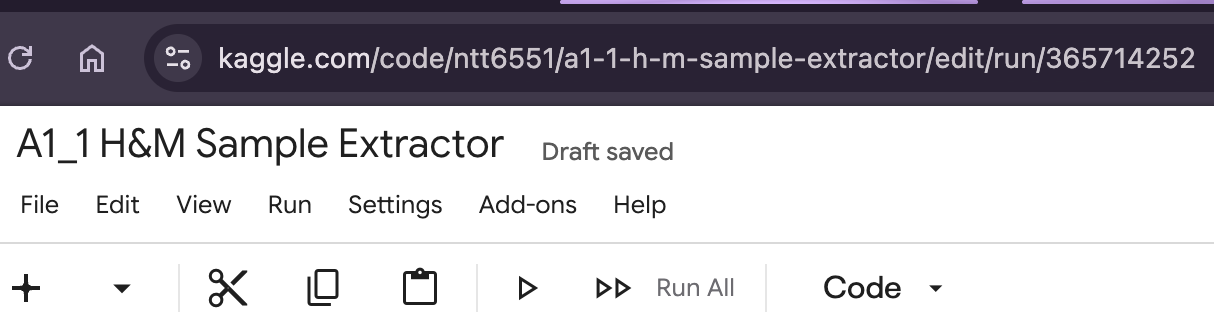 kaggle.com/code/ntt6551/a1-1-h-m-sample-extractor/edit/run/365714252
A1_1 H&M Sample Extractor Draft saved
File Edit View Run Settings Add-ons Help
Run All Code